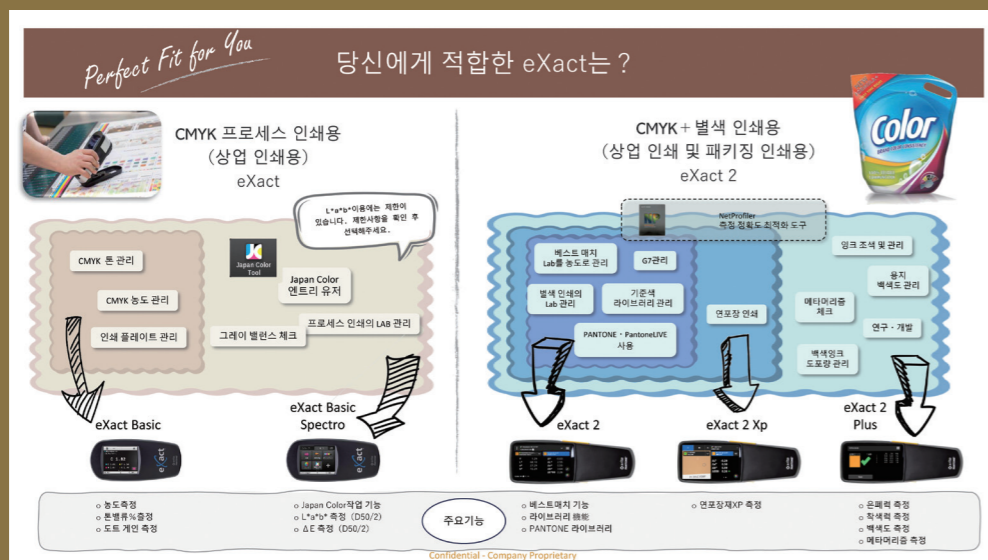 Perfect Fit for You
당신에게 적합한 eXact는 ?
CMYK 프로세스 인쇄용
(상업 인쇄용)
eXact
CMYK + 별색 인쇄용
(상업 인쇄 및 패키징 인쇄용)
eXact 2
Color
L*a*b*이용에는 제한이
있습니다. 제한사항을 확인 후
선택해주세요.
CMYK 톤 관리
CMYK 농도 관리
인쇄 플레이트 관리
Japan Color
Tool
Japan Color
엔트리 유저
프로세스 인쇄의 LAB 관리
그레이 밸런스 체크
NetProfiler
측정 정확도 최적화 도구
베스트 매치
Lab를 농도로 관리
G7관리
별색 인쇄의
Lab 관리
기준색
라이브러리 관리
PANTONE・PantoneLIVE
사용
연포장 인쇄
잉크 조색 및 관리
용지
백색도 관리
메타머리즘
체크
연구・개발
백색잉크
도포량 관리
eXact Basic
eXact Basic
Spectro
eXact 2
eXact 2 Xp
eXact 2
Plus
eXact
eXact
주요기능
o 농도측정
o 톤밸류%즐정
o 도트 게인 측정
o Japan Color작업 기능
o L*a*b* 측정（D50/2）
o ΔE 측정（D50/2）
o 베스트매치 기능
o 라이브러리 機能
o PANTONE 라이브러리
o 연포장재XP 측정
o 은폐력 측정
o 착색력 측정
o 백색도 측정
o 메타머리즘 측정
Confidential - Company Proprietary